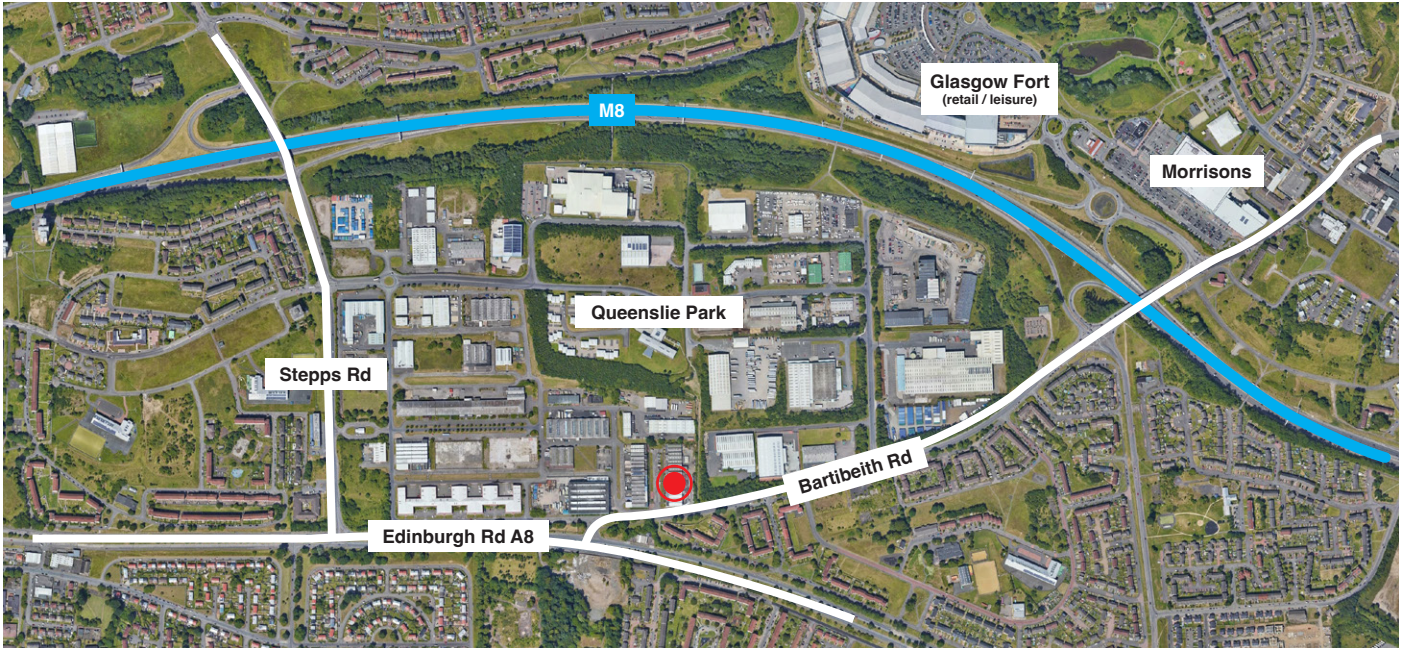 M8
Glasgow Fort
(retail / leisure)
Morrisons
Queenslie Park
Stepps Rd
Bartibeith Rd
Edinburgh Rd A8